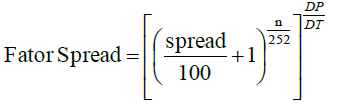 Fator Spread = [ ( spread/100 + 1 )^(n/252) ]^(DP/DT)